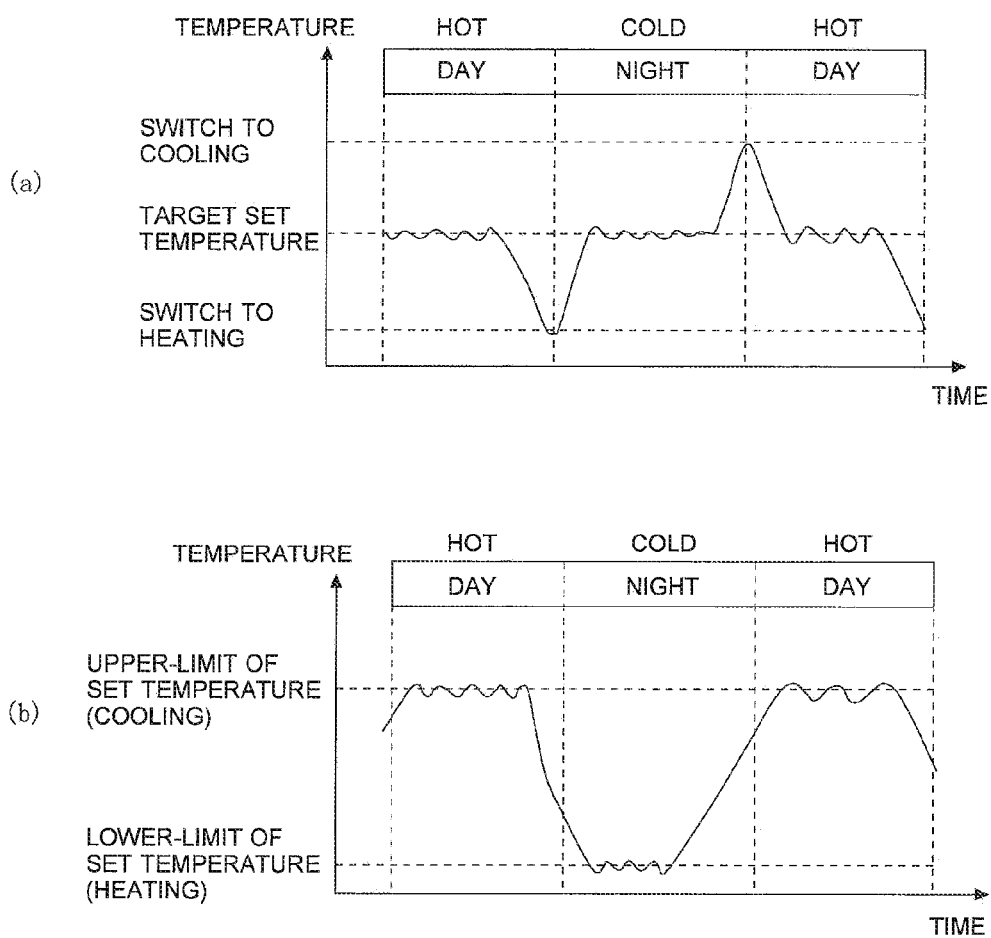 TEMPERATURE
HOT
COLD
HOT
DAY
NIGHT
DAY
SWITCH TO
COOLING
(a)
TARGET SET
TEMPERATURE
SWITCH TO
HEATING
TIME
TEMPERATURE
HOT
COLD
HOT
DAY
NIGHT
DAY
UPPER-LIMIT OF
SET TEMPERATURE
(COOLING)
(b)
LOWER-LIMIT OF
SET TEMPERATURE
(HEATING)
TIME